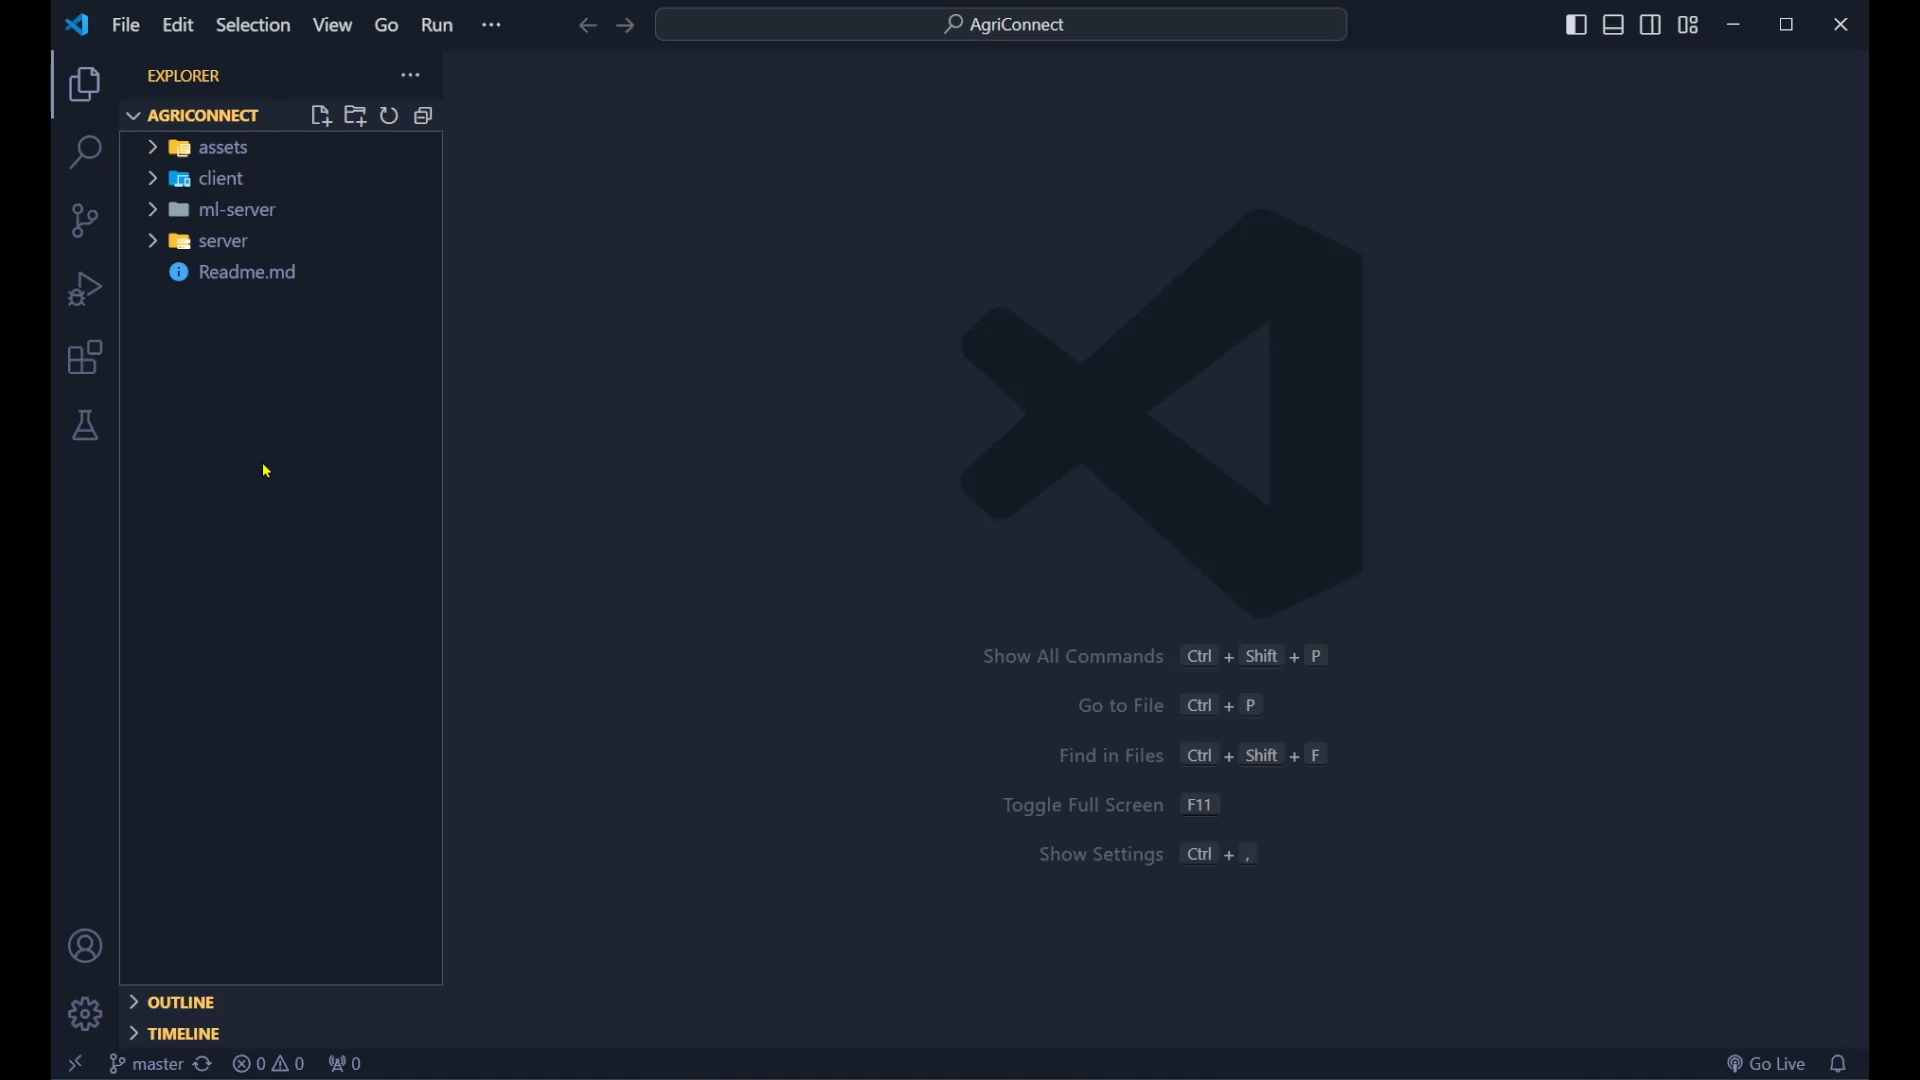 File Edit Selection View Go Run ···
AgriConnect
EXPLORER ···
AGRICONNECT
assets
client
ml-server
server
Readme.md
Show All Commands Ctrl + Shift + P
Go to File Ctrl + P
Find in Files Ctrl + Shift + F
Toggle Full Screen F11
Show Settings Ctrl + ,
OUTLINE
TIMELINE
master 0 0 0 Go Live